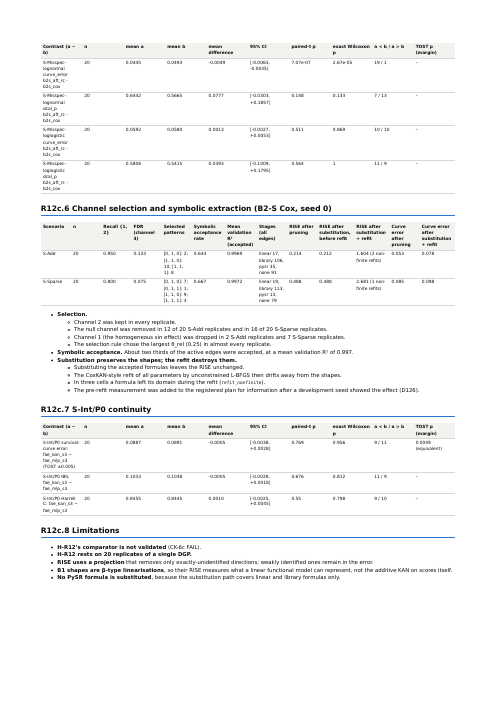 Contrast (a − b) n mean a mean b mean difference 95% CI paired-t p exact Wilcoxon p a < b / a > b TOST p (margin)
S-Misspec-lognormal curve_error b2s_aft_rc − b2s_cox 20 0.0445 0.0493 -0.0049 [-0.0063, -0.0035] 7.07e-07 2.67e-05 19 / 1 –
S-Misspec-lognormal dcal_p b2s_aft_rc − b2s_cox 20 0.6442 0.5665 0.0777 [-0.0303, +0.1857] 0.148 0.133 7 / 13 –
S-Misspec-loglogistic curve_error b2s_aft_rc − b2s_cox 20 0.0592 0.0580 0.0013 [-0.0027, +0.0053] 0.511 0.869 10 / 10 –
S-Misspec-loglogistic dcal_p b2s_aft_rc − b2s_cox 20 0.5808 0.5415 0.0393 [-0.1009, +0.1795] 0.564 1 11 / 9 –
R12c.6 Channel selection and symbolic extraction (B2-S Cox, seed 0)
Scenario n Recall {1, 2} FDR (channel 3) Selected patterns Symbolic acceptance rate Mean validation R² (accepted) Stages (all edges) RISE after pruning RISE after substitution, before refit RISE after substitution + refit Curve error after pruning Curve error after substitution + refit
S-Add 20 0.950 0.133 [0, 1, 0]: 2; [1, 1, 0]: 10; [1, 1, 1]: 8 0.644 0.9969 linear 17, library 106, pysr 35, none 91 0.214 0.212 1.604 (2 non-finite refits) 0.053 0.078
S-Sparse 20 0.800 0.075 [0, 1, 0]: 7; [0, 1, 1]: 1; [1, 1, 0]: 9; [1, 1, 1]: 3 0.667 0.9972 linear 19, library 113, pysr 13, none 79 0.488 0.488 2.681 (1 non-finite refits) 0.085 0.098
• Selection.
Channel 2 was kept in every replicate.
The null channel was removed in 12 of 20 S-Add replicates and in 16 of 20 S-Sparse replicates.
Channel 1 (the homogeneous sin effect) was dropped in 2 S-Add replicates and 7 S-Sparse replicates.
The selection rule chose the largest θ_rel (0.25) in almost every replicate.
• Symbolic acceptance. About two thirds of the active edges were accepted, at a mean validation R² of 0.997.
• Substitution preserves the shapes; the refit destroys them.
Substituting the accepted formulas leaves the RISE unchanged.
The CoxKAN-style refit of all parameters by unconstrained L-BFGS then drifts away from the shapes.
In three cells a formula left its domain during the refit (refit_nonfinite).
The pre-refit measurement was added to the registered plan for information after a development seed showed the effect (D126).
R12c.7 S-Int/P0 continuity
Contrast (a − b) n mean a mean b mean difference 95% CI paired-t p exact Wilcoxon p a < b / a > b TOST p (margin)
S-Int/P0 survival-curve error: fae_kan_s3 − fae_mlp_s3 (TOST ±0.005) 20 0.0887 0.0891 -0.0005 [-0.0038, +0.0028] 0.769 0.956 9 / 11 0.0049 (equivalent)
S-Int/P0 IBS: fae_kan_s3 − fae_mlp_s3 20 0.1033 0.1038 -0.0005 [-0.0028, +0.0018] 0.676 0.812 11 / 9 –
S-Int/P0 Harrell C: fae_kan_s3 − fae_mlp_s3 20 0.8455 0.8445 0.0010 [-0.0025, +0.0045] 0.55 0.798 9 / 10 –
R12c.8 Limitations
• H-R12's comparator is not validated (CK-6c FAIL).
• H-R12 rests on 20 replicates of a single DGP.
• RISE uses a projection that removes only exactly-unidentified directions; weakly identified ones remain in the error.
• B1 shapes are β-type linearisations, so their RISE measures what a linear functional model can represent, not the additive KAN on scores itself.
• No PySR formula is substituted, because the substitution path covers linear and library formulas only.